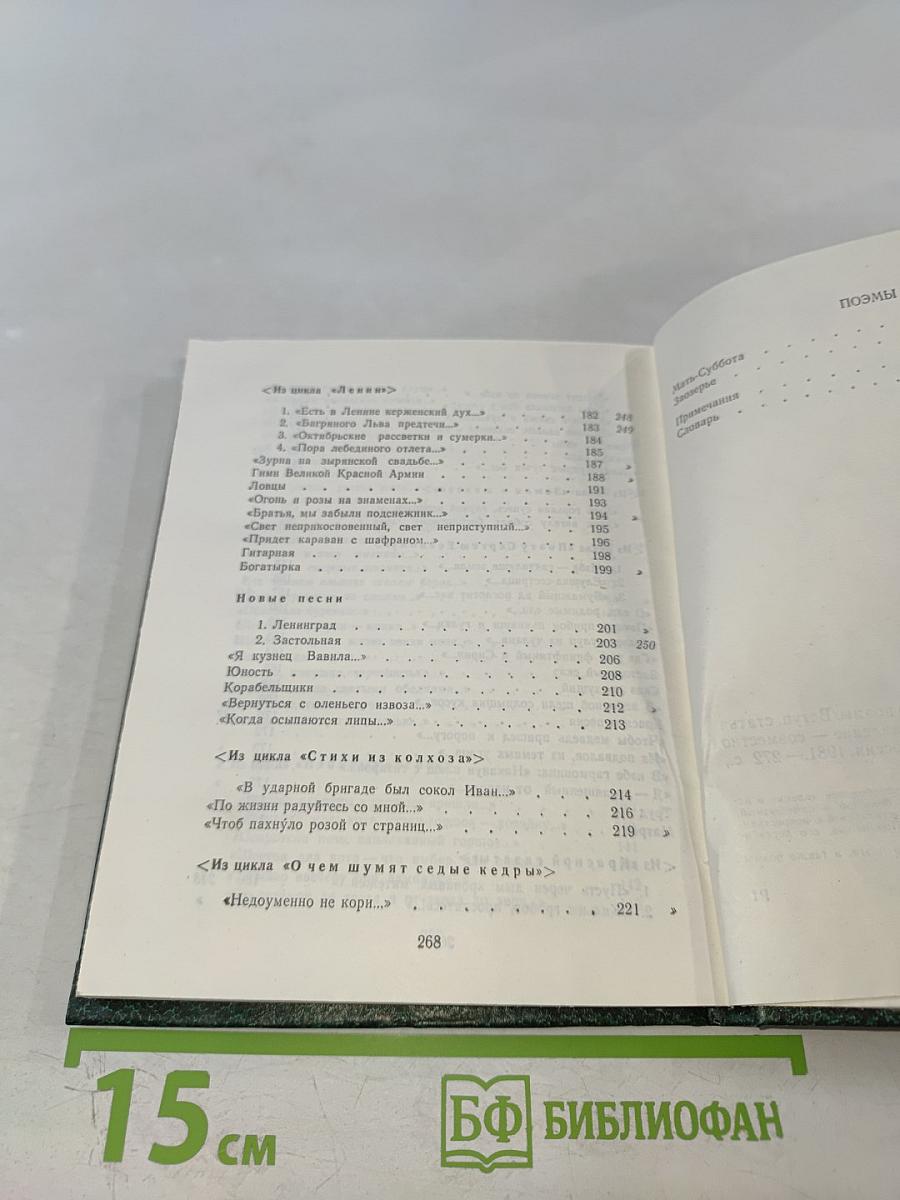 <Из цикла «Ленин»>
1. «Есть в Ленине керженский дух...» . . . . . 182 248
2. «Багряного Льва предтечи...» . . . . . . 183 249
3. «Октябрьские рассветки и сумерки...» . . . . 184
4. «Пора лебединого отлета...» . . . . . . 185
«Зурна на зырянской свадьбе...» . . . . . . 187 »
Гимн Великой Красной Армии . . . . . . . 188 »
Ловцы . . . . . . . . . . . . . 191
«Огонь и розы на знаменах...» . . . . . . . 193
«Братья, мы забыли подснежник...» . . . . . 194 »
«Свет неприкосновенный, свет неприступный...» . . . 195
«Придет караван с шафраном...» . . . . . . 196
Гитарная . . . . . . . . . . . . 198
Богатырка . . . . . . . . . . . . 199 »
Новые песни
1. Ленинград . . . . . . . . . . . 201 »
2. Застольная . . . . . . . . . . . 203 250
«Я кузнец Вавила...» . . . . . . . . . 206
Юность . . . . . . . . . . . . . 208
Корабельщики . . . . . . . . . . . 210
«Вернуться с оленьего извоза...» . . . . . . 212 »
«Когда осыпаются липы...» . . . . . . . . 213
<Из цикла «Стихи из колхоза»>
«В ударной бригаде был сокол Иван...» . . . . 214
«По жизни радуйтесь со мной...» . . . . . . 216
«Чтоб пахну́ло розой от страниц...» . . . . . 219 »
<Из цикла «О чем шумят седые кедры»>
«Недоуменно не кори...» . . . . . . . . 221 »
268
ПОЭМЫ
Мать-Суббота . . . . . .
Заозерье . . . . . . .
Примечания . . . . . .
Словарь . . . . . . .
15 см
БФ БИБЛИОФАН